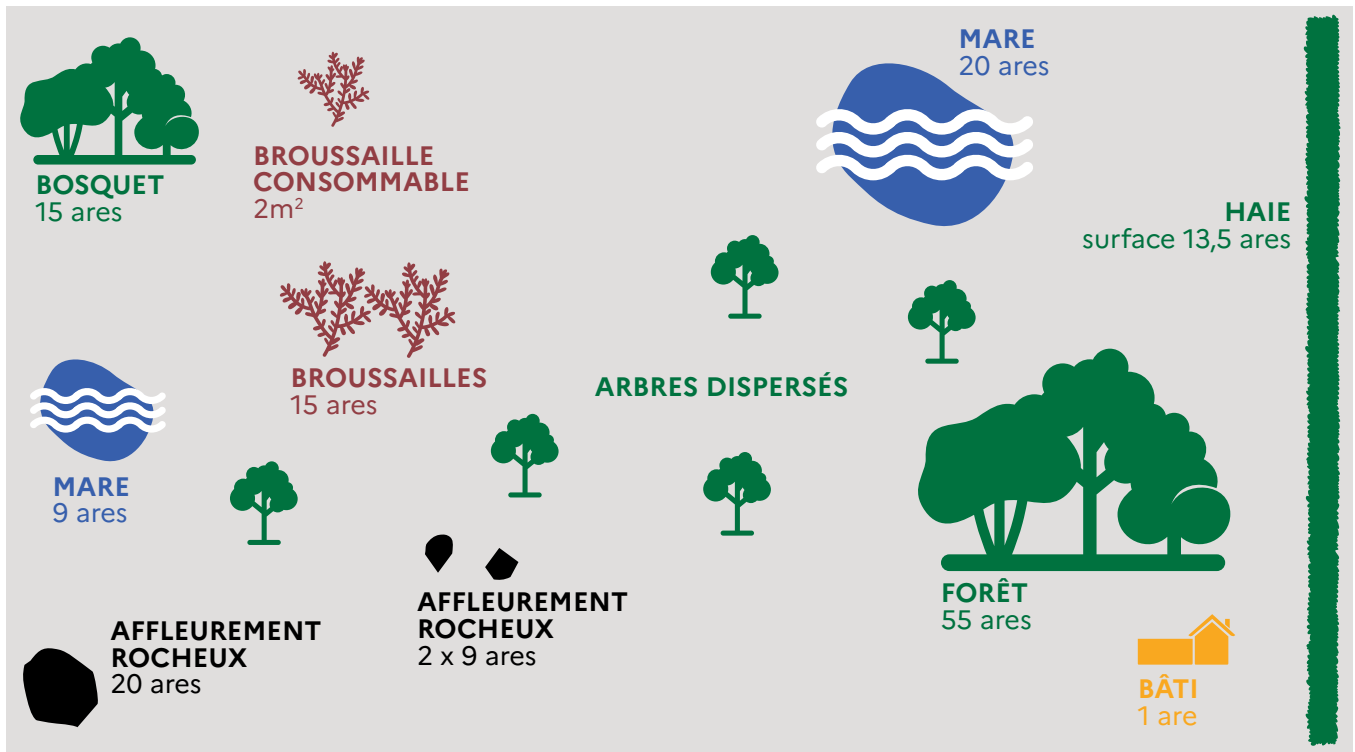 MARE
20 ares
BOSQUET
15 ares
BROUSSAILLE
CONSOMMABLE
2m²
HAIE
surface 13,5 ares
BROUSSAILLES
15 ares
ARBRES DISPERSÉS
MARE
9 ares
AFFLEUREMENT
ROCHEUX
2 x 9 ares
FORÊT
55 ares
AFFLEUREMENT
ROCHEUX
20 ares
BÂTI
1 are